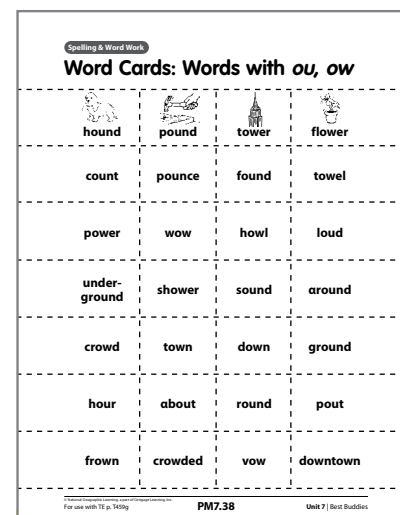 Spelling & Word Work
Word Cards: Words with ou, ow
hound pound tower flower
count pounce found towel
power wow howl loud
under-
ground shower sound around
crowd town down ground
hour about round pout
frown crowded vow downtown
© National Geographic Learning, a part of Cengage Learning, Inc.
For use with TE p. T459g PM7.38 Unit 7 | Best Buddies